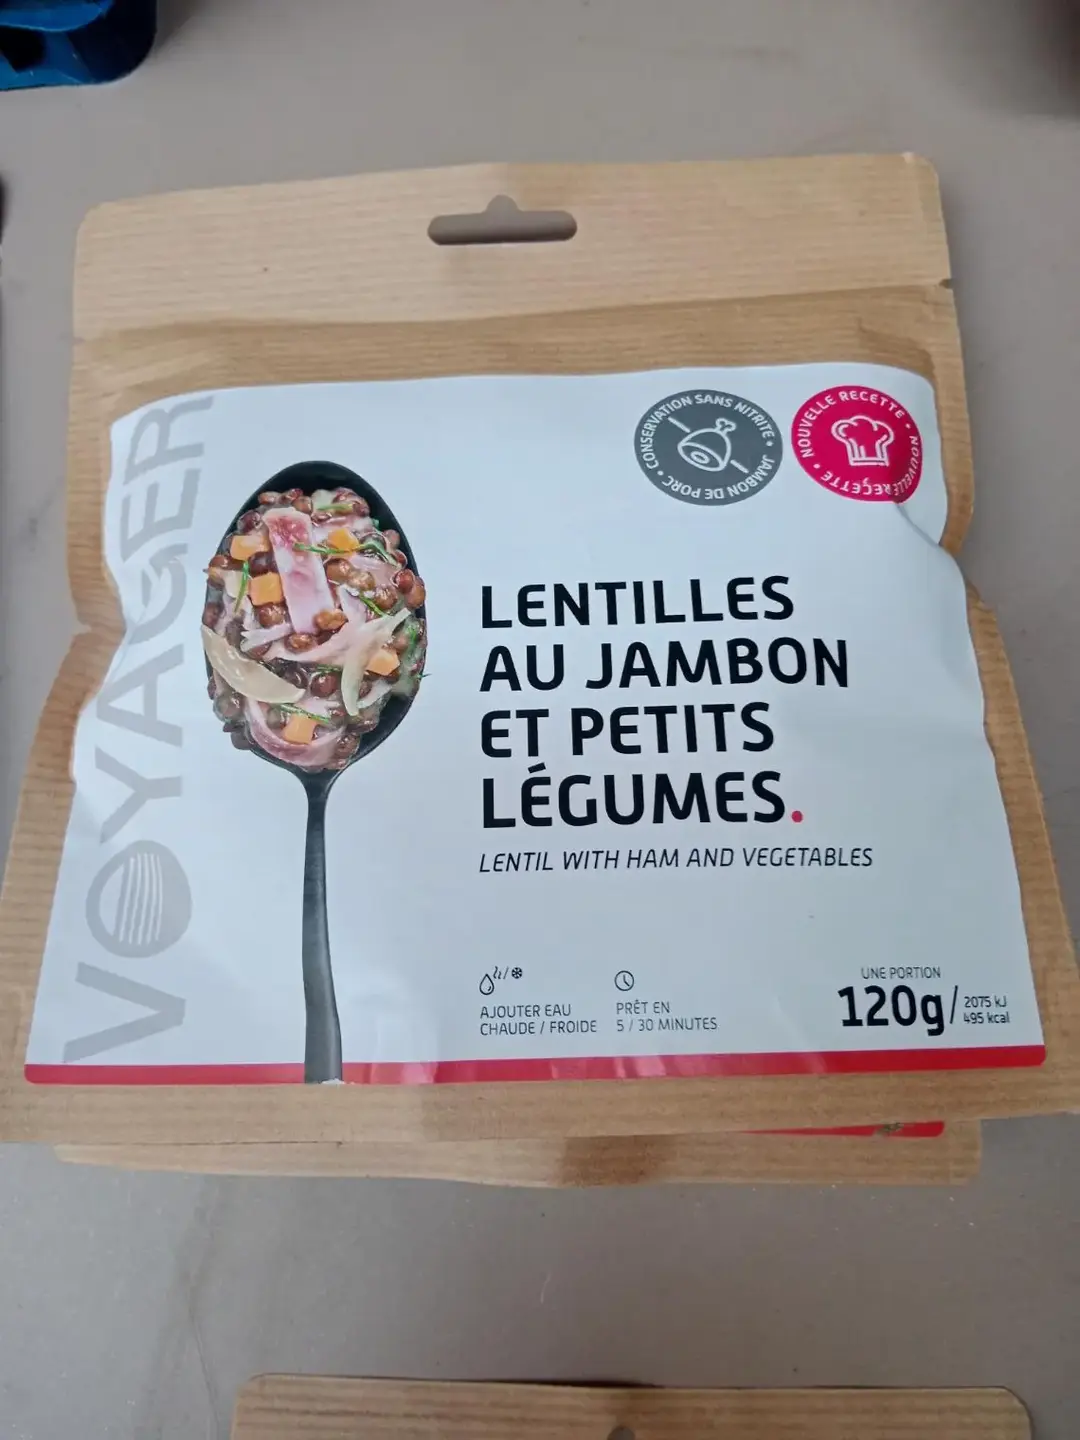 VOYAGER
CONSERVATION SANS NITRITE • JAMBON DE PORC •
NOUVELLE RECETTE • NOUVELLE RECETTE •
LENTILLES
AU JAMBON
ET PETITS
LÉGUMES.
LENTIL WITH HAM AND VEGETABLES
AJOUTER EAU
CHAUDE / FROIDE
PRÊT EN
5 / 30 MINUTES
UNE PORTION
120g/
2075 kJ
495 kcal